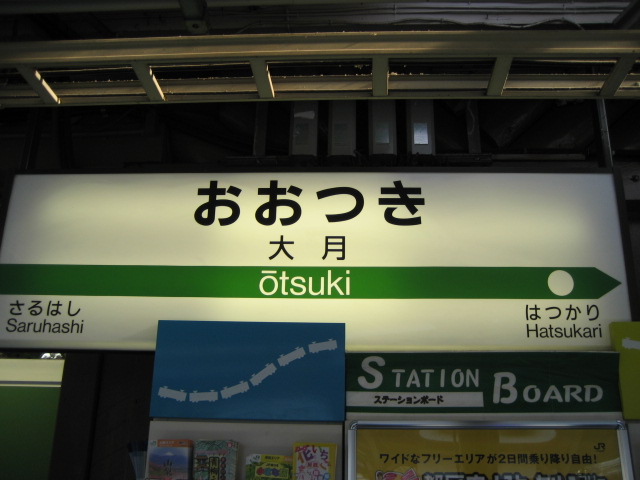 おおつき
大月
ōtsuki
さるはし
Saruhashi
はつかり
Hatsukari
STATION BOARD
ステーションボード
JR
ワイドなフリーエリアが2日間乗り降り自由!